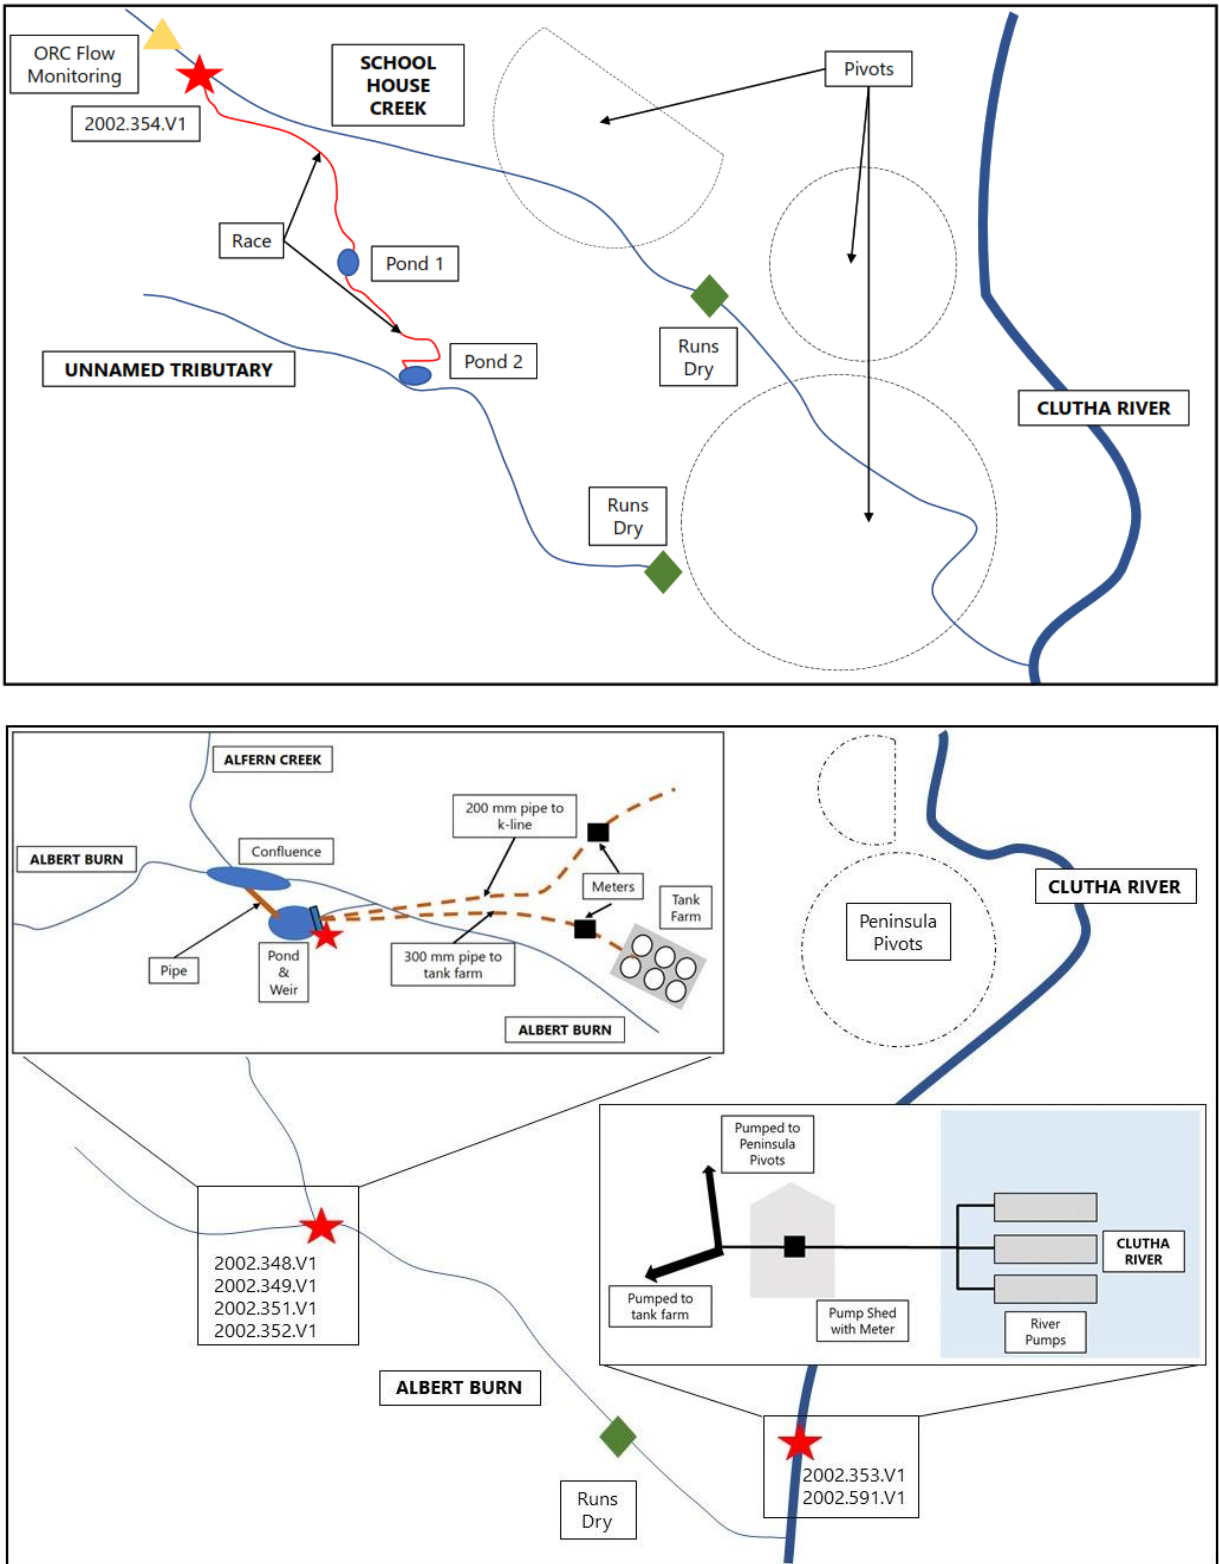 ORC Flow
Monitoring
SCHOOL
HOUSE
CREEK
Pivots
2002.354.V1
Race
Pond 1
Pond 2
UNNAMED TRIBUTARY
Runs
Dry
CLUTHA RIVER
Runs
Dry
ALFERN CREEK
200 mm pipe to
k-line
ALBERT BURN
Confluence
Meters
Tank
Farm
Pipe
Pond
&
Weir
300 mm pipe to
tank farm
ALBERT BURN
CLUTHA RIVER
Peninsula
Pivots
Pumped to
Peninsula
Pivots
CLUTHA
RIVER
Pumped to
tank farm
Pump Shed
with Meter
River
Pumps
2002.348.V1
2002.349.V1
2002.351.V1
2002.352.V1
ALBERT BURN
Runs
Dry
2002.353.V1
2002.591.V1